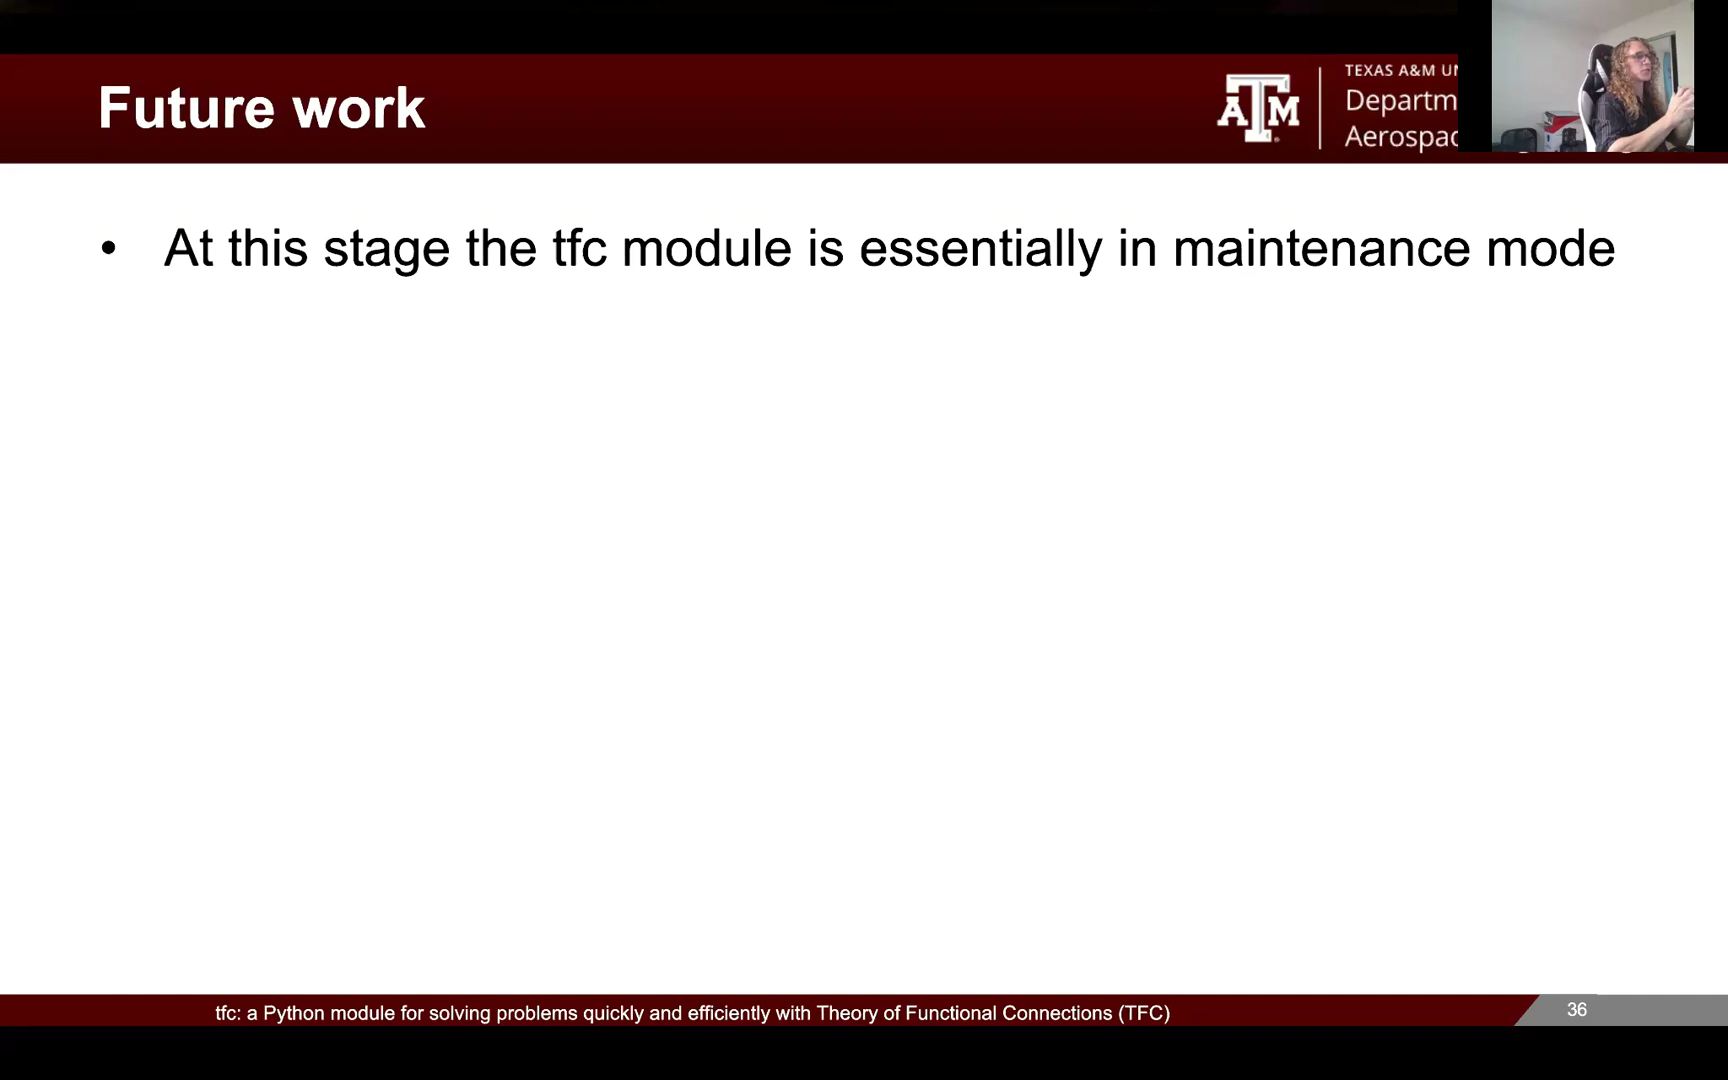 Future work
ATM
TEXAS A&M
Aerospac
• At this stage the tfc module is essentially in maintenance mode
tfc: a Python module for solving problems quickly and efficiently with Theory of Functional Connections (TFC)
36